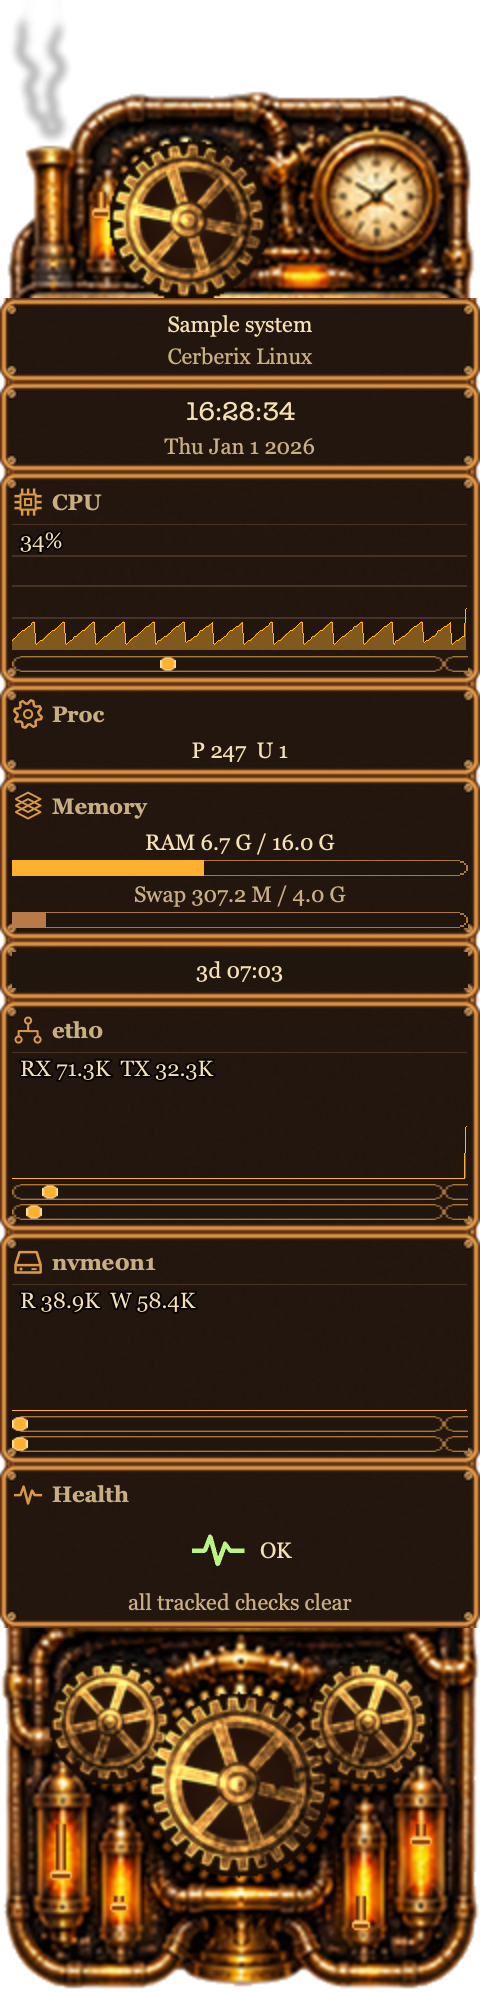 Sample system
Cerberix Linux
16:28:34
Thu Jan 1 2026
CPU
34%
Proc
P 247 U 1
Memory
RAM 6.7 G / 16.0 G
Swap 307.2 M / 4.0 G
3d 07:03
eth0
RX 71.3K TX 32.3K
nvme0n1
R 38.9K W 58.4K
Health
OK
all tracked checks clear